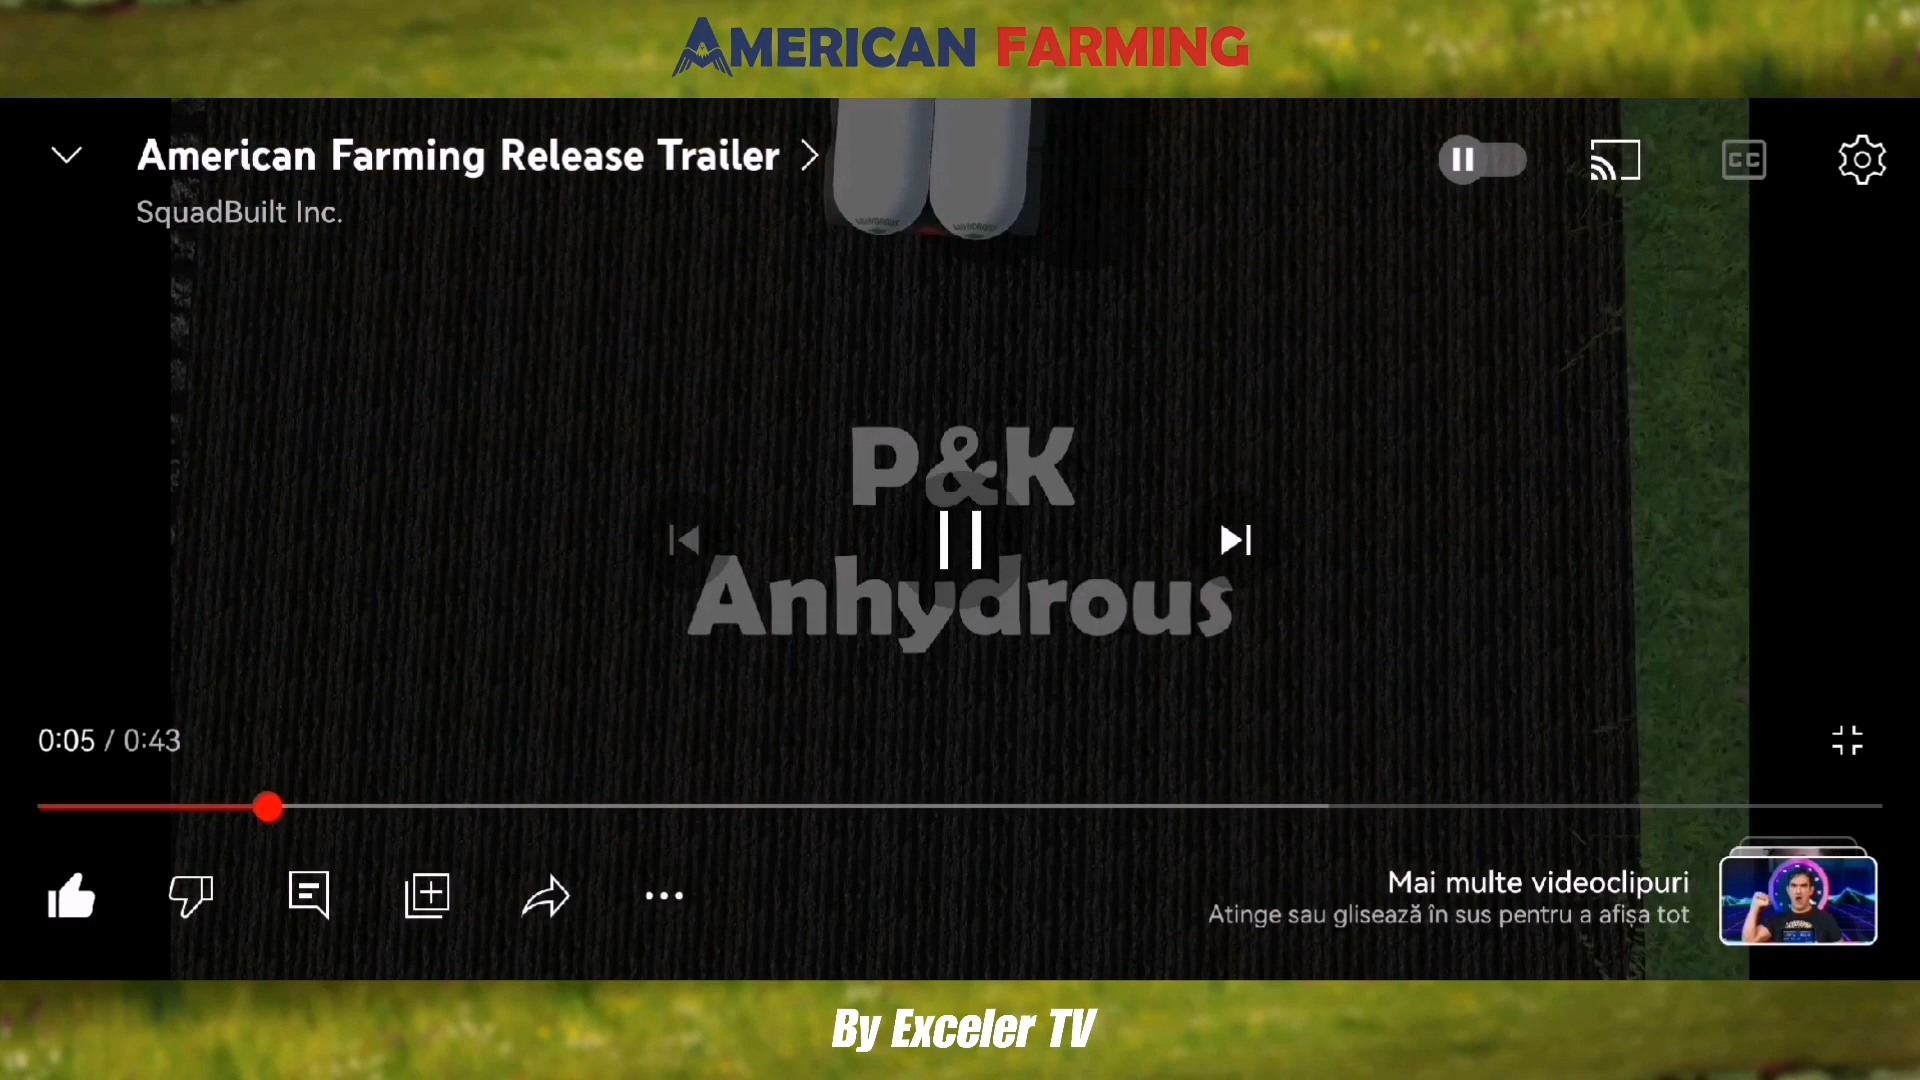 AMERICAN FARMING
American Farming Release Trailer
SquadBuilt Inc.
CC
P&K
Anhydrous
0:05 / 0:43
Mai multe videoclipuri
Atinge sau glisează în sus pentru a afișa tot
By Exceler TV